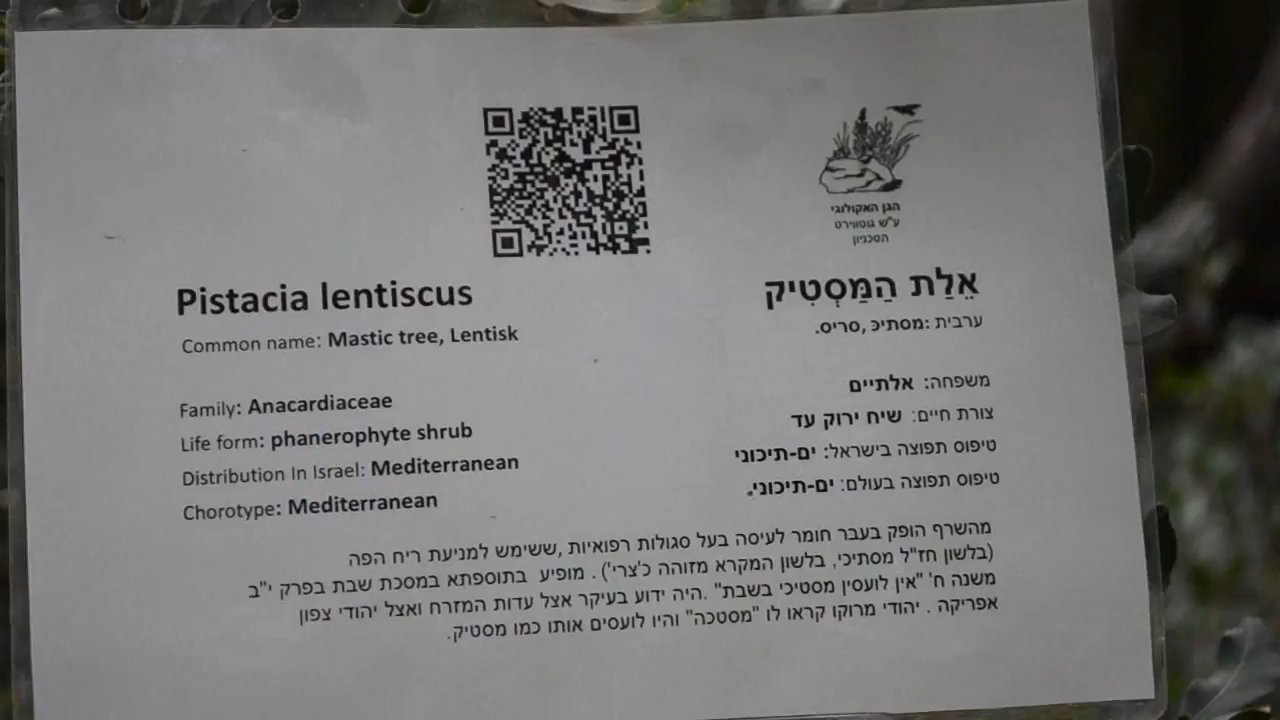 הגן האקולוגי
ע"ש גוטווירט
הטכניון
Pistacia lentiscus
Common name: Mastic tree, Lentisk
Family: Anacardiaceae
Life form: phanerophyte shrub
Distribution In Israel: Mediterranean
Chorotype: Mediterranean
אֵלַת הַמַּסְטִיק
ערבית :מסתיכּ ,סריס.
משפחה: אלתיים
צורת חיים: שיח ירוק עד
טיפוס תפוצה בישראל: ים-תיכוני
טיפוס תפוצה בעולם: ים-תיכוני.
מהשרף הופק בעבר חומר לעיסה בעל סגולות רפואיות ,ששימש למניעת ריח הפה
(בלשון חז"ל מסתיכי, בלשון המקרא מזוהה כ'צרי') . מופיע בתוספתא במסכת שבת בפרק י"ב
משנה ח' "אין לועסין מסטיכי בשבת" .היה ידוע בעיקר אצל עדות המזרח ואצל יהודי צפון
אפריקה . יהודי מרוקו קראו לו "מסטכה" והיו לועסים אותו כמו מסטיק.